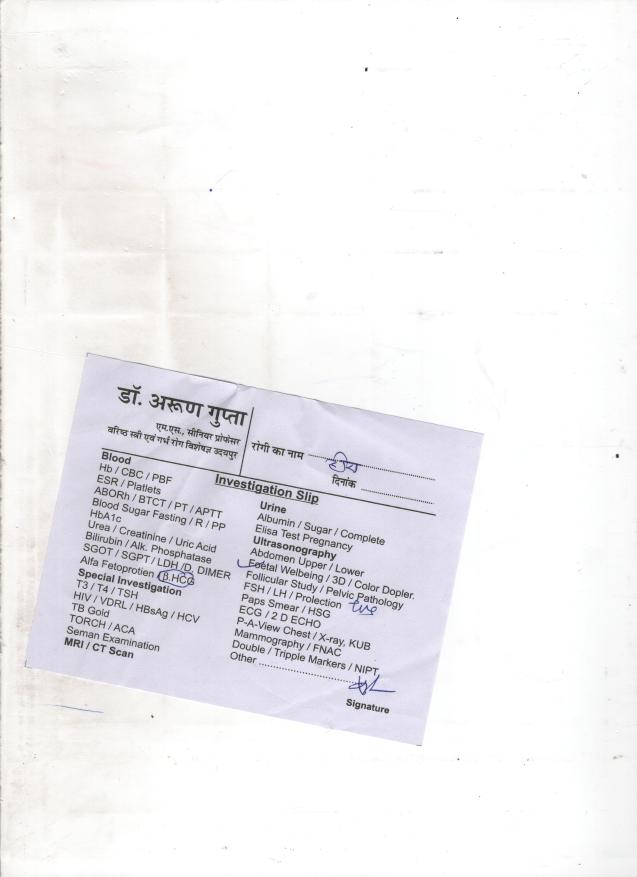 डॉ. अरूण गुप्ता
एम.एस., सीनियर प्रोफेसर
वरिष्ठ स्त्री एवं गर्भ रोग विशेषज्ञ उदयपुर
रोगी का नाम
दिनांक
Investigation Slip
Blood
Hb / CBC / PBF
ESR / Platlets
ABORh / BTCT / PT / APTT
Blood Sugar Fasting / R / PP
HbA1c
Urea / Creatinine / Uric Acid
Bilirubin / Alk. Phosphatase
SGOT / SGPT / LDH / D. DIMER
Alfa Fetoprotien / B.HCG
Special Investigation
T3 / T4 / TSH
HIV / VDRL / HBsAg / HCV
TB Gold
TORCH / ACA
Seman Examination
MRI / CT Scan
Urine
Albumin / Sugar / Complete
Elisa Test Pregnancy
Ultrasonography
Abdomen Upper / Lower
Foetal Welbeing / 3D / Color Dopler.
Follicular Study / Pelvic Pathology
FSH / LH / Prolection
Paps Smear / HSG
ECG / 2 D ECHO
P-A-View Chest / X-ray, KUB
Mammography / FNAC
Double / Tripple Markers / NIPT
Other
Signature